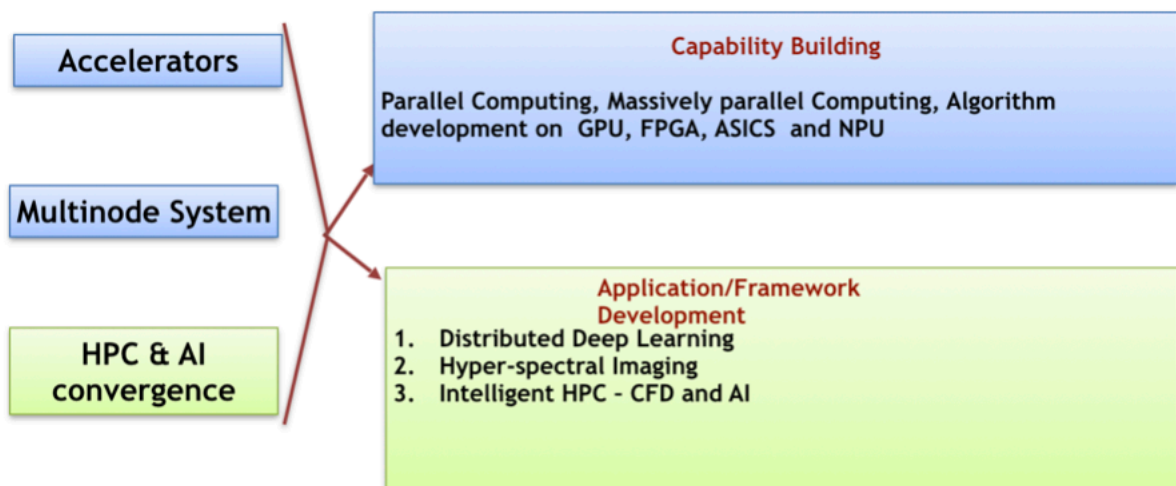 Accelerators
Multinode System
HPC & AI
convergence
Capability Building
Parallel Computing, Massively parallel Computing, Algorithm
development on GPU, FPGA, ASICS and NPU
Application/Framework
Development
1. Distributed Deep Learning
2. Hyper-spectral Imaging
3. Intelligent HPC – CFD and AI